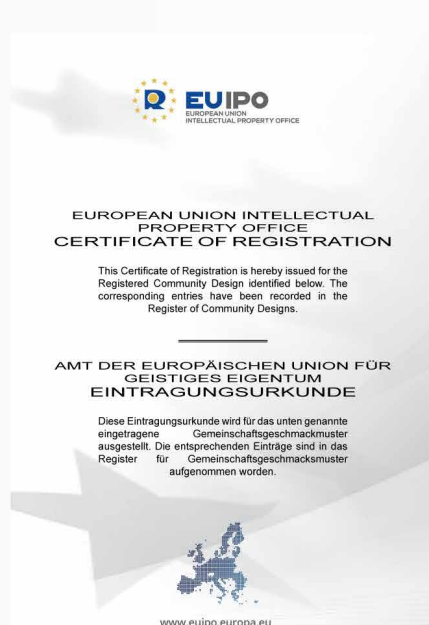 EUIPO
EUROPEAN UNION
INTELLECTUAL PROPERTY OFFICE
EUROPEAN UNION INTELLECTUAL
PROPERTY OFFICE
CERTIFICATE OF REGISTRATION
This Certificate of Registration is hereby issued for the
Registered Community Design identified below. The
corresponding entries have been recorded in the
Register of Community Designs.
AMT DER EUROPÄISCHEN UNION FÜR
GEISTIGES EIGENTUM
EINTRAGUNGSURKUNDE
Diese Eintragungsurkunde wird für das unten genannte
eingetragene Gemeinschaftsgeschmackmuster
ausgestellt. Die entsprechenden Einträge sind in das
Register für Gemeinschaftsgeschmacksmuster
aufgenommen worden.
www.euipo.europa.eu